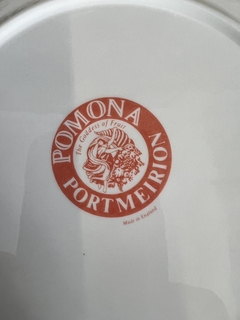 POMONA
The Goddess of Fruit
PORTMEIRION
Made in England